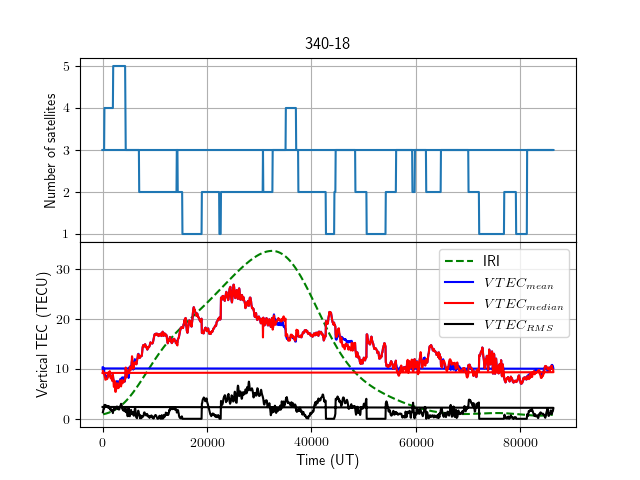 340-18
Number of satellites
5
4
3
2
1
Vertical TEC (TECU)
30
20
10
0
IRI
VTEC_mean
VTEC_median
VTEC_RMS
0 20000 40000 60000 80000
Time (UT)